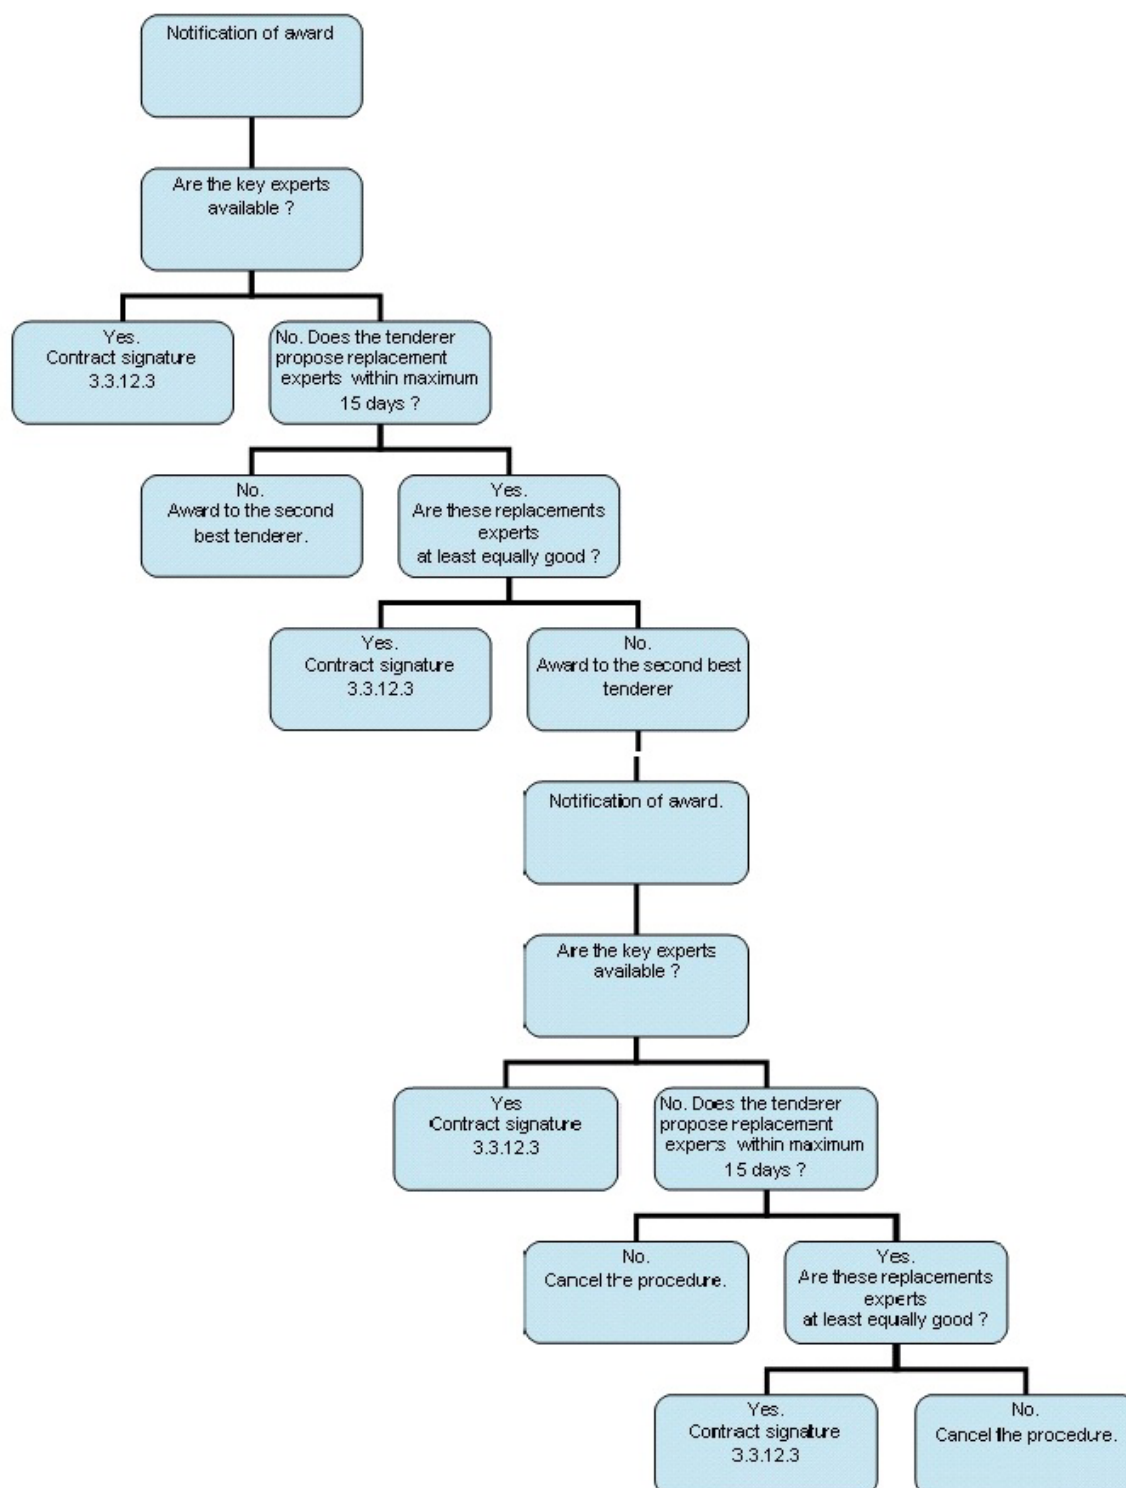 Notification of award
Are the key experts
available ?
Yes.
Contract signature
3.3.12.3
No. Does the tenderer
propose replacement
experts within maximum
15 days ?
No.
Award to the second
best tenderer.
Yes.
Are these replacements
experts
at least equally good ?
Yes.
Contract signature
3.3.12.3
No.
Award to the second best
tenderer
Notification of award.
Are the key experts
available ?
Yes
Contract signature
3.3.12.3
No. Does the tenderer
propose replacement
experts within maximum
15 days ?
No.
Cancel the procedure.
Yes.
Are these replacements
experts
at least equally good ?
Yes.
Contract signature
3.3.12.3
No.
Cancel the procedure.